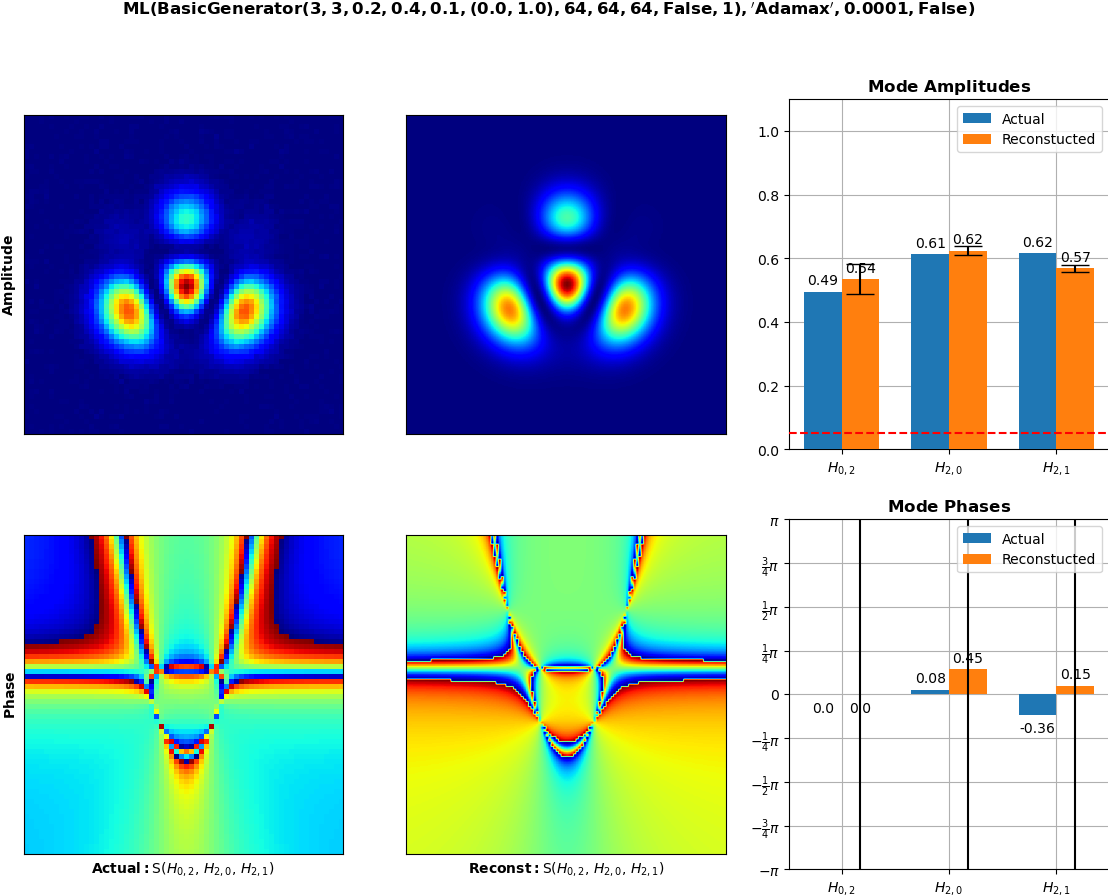 ML(BasicGenerator(3, 3, 0.2, 0.4, 0.1, (0.0, 1.0), 64, 64, 64, False, 1), ′Adamax′, 0.0001, False)
Amplitude
Mode Amplitudes
Actual
Reconstucted
1.0
0.8
0.6
0.4
0.2
0.0
0.49
0.54
0.61
0.62
0.62
0.57
H0, 2
H2, 0
H2, 1
Phase
Actual: S(H0, 2, H2, 0, H2, 1)
Reconst: S(H0, 2, H2, 0, H2, 1)
Mode Phases
Actual
Reconstucted
π
3/4π
1/2π
1/4π
0
−1/4π
−1/2π
−3/4π
−π
0.0
0.0
0.08
0.45
-0.36
0.15
H0, 2
H2, 0
H2, 1